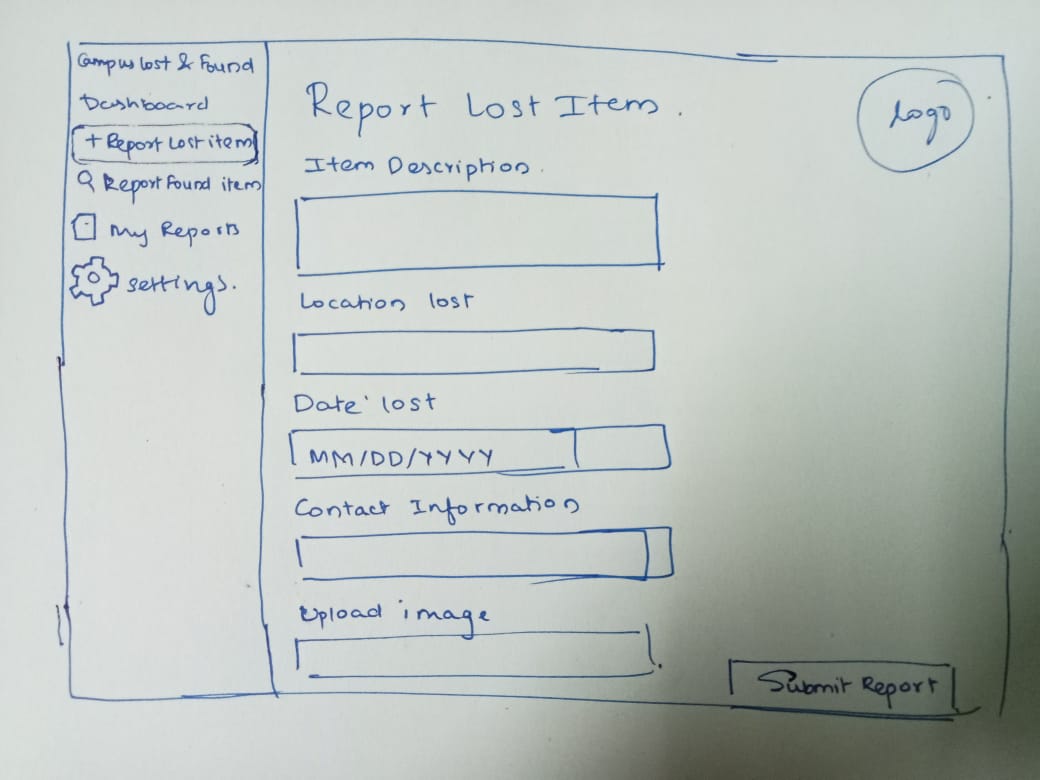 Campus lost & Found
Dashboard
+ Report Lost item
Report Found item
My Reports
settings.
Report Lost Item.
Logo
Item Description.
Location lost
Date lost
MM/DD/YYYY
Contact Information
Upload image
Submit Report